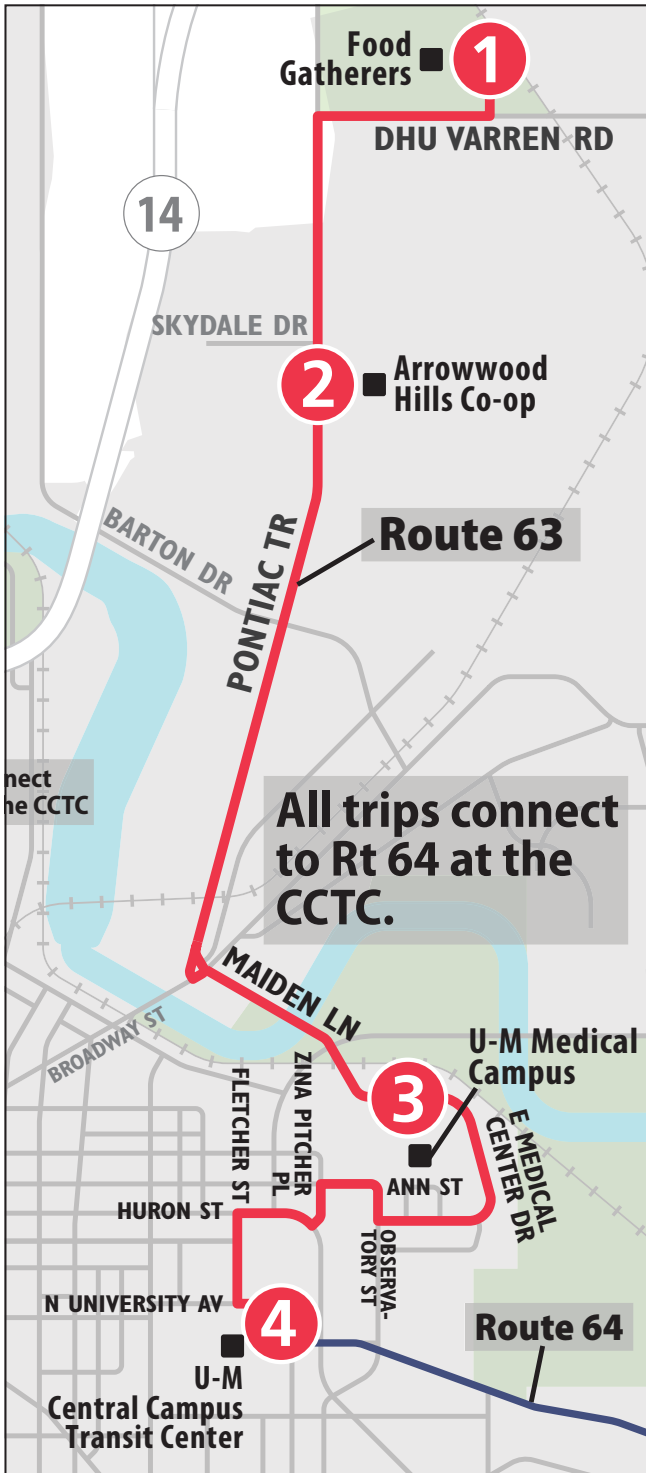 Food
Gatherers
1
DHU VARREN RD
14
SKYDALE DR
2
Arrowwood
Hills Co-op
BARTON DR
PONTIAC TR
Route 63
nect
he CCTC
All trips connect
to Rt 64 at the
CCTC.
MAIDEN LN
BROADWAY ST
U-M Medical
Campus
3
FLETCHER ST
ZINA PITCHER
PL
E MEDICAL
CENTER DR
ANN ST
HURON ST
OBSERVA-
TORY ST
N UNIVERSITY AV
4
Route 64
U-M
Central Campus
Transit Center